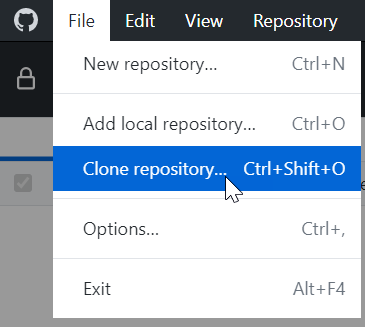 File Edit View Repository
New repository... Ctrl+N
Add local repository... Ctrl+O
Clone repository... Ctrl+Shift+O
Options... Ctrl+,
Exit Alt+F4